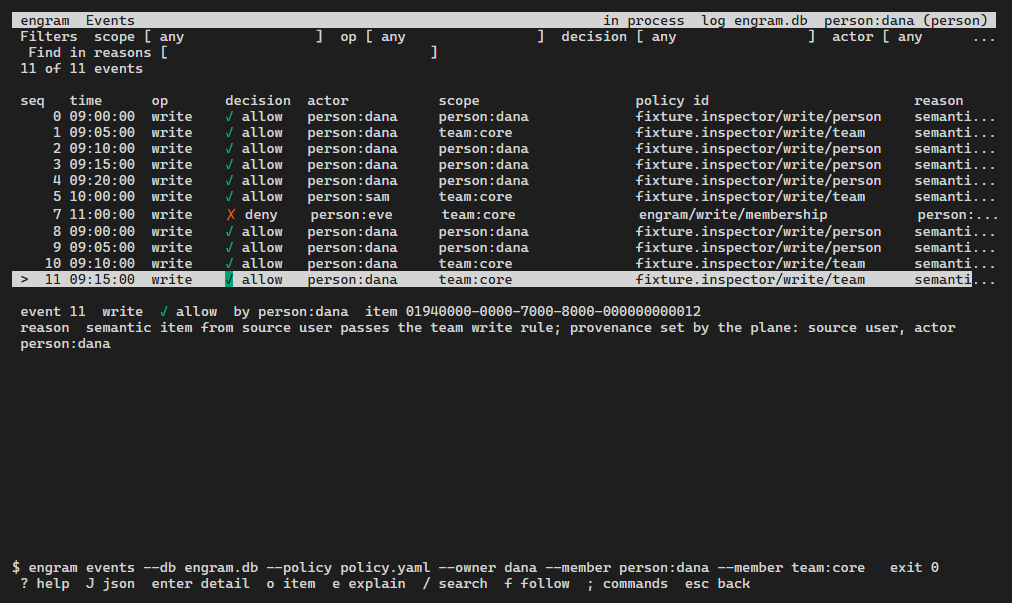 engram  Events                                                         in process  log engram.db  person:dana (person)
Filters  scope [ any                ]  op [ any                ]  decision [ any                ]  actor [ any      ...
Find in reasons [                                ]
11 of 11 events
seq   time      op       decision  actor           scope                   policy id                         reason
0 09:00:00  write    ✓ allow   person:dana     person:dana             fixture.inspector/write/person    semanti...
1 09:05:00  write    ✓ allow   person:dana     team:core               fixture.inspector/write/team      semanti...
2 09:10:00  write    ✓ allow   person:dana     person:dana             fixture.inspector/write/person    semanti...
3 09:15:00  write    ✓ allow   person:dana     person:dana             fixture.inspector/write/person    semanti...
4 09:20:00  write    ✓ allow   person:dana     person:dana             fixture.inspector/write/person    semanti...
5 10:00:00  write    ✓ allow   person:sam      team:core               fixture.inspector/write/team      semanti...
7 11:00:00  write    ✗ deny    person:eve      team:core               engram/write/membership           person:...
8 09:00:00  write    ✓ allow   person:dana     person:dana             fixture.inspector/write/person    semanti...
9 09:05:00  write    ✓ allow   person:dana     person:dana             fixture.inspector/write/person    semanti...
10 09:10:00  write    ✓ allow   person:dana     team:core               fixture.inspector/write/team      semanti...
>  11 09:15:00  write    ✓ allow   person:dana     team:core               fixture.inspector/write/team      semanti...
event 11  write  ✓ allow  by person:dana  item 01940000-0000-7000-8000-000000000012
reason  semantic item from source user passes the team write rule; provenance set by the plane: source user, actor
person:dana
$ engram events --db engram.db --policy policy.yaml --owner dana --member person:dana --member team:core   exit 0
? help  J json  enter detail  o item  e explain  / search  f follow  ; commands  esc back